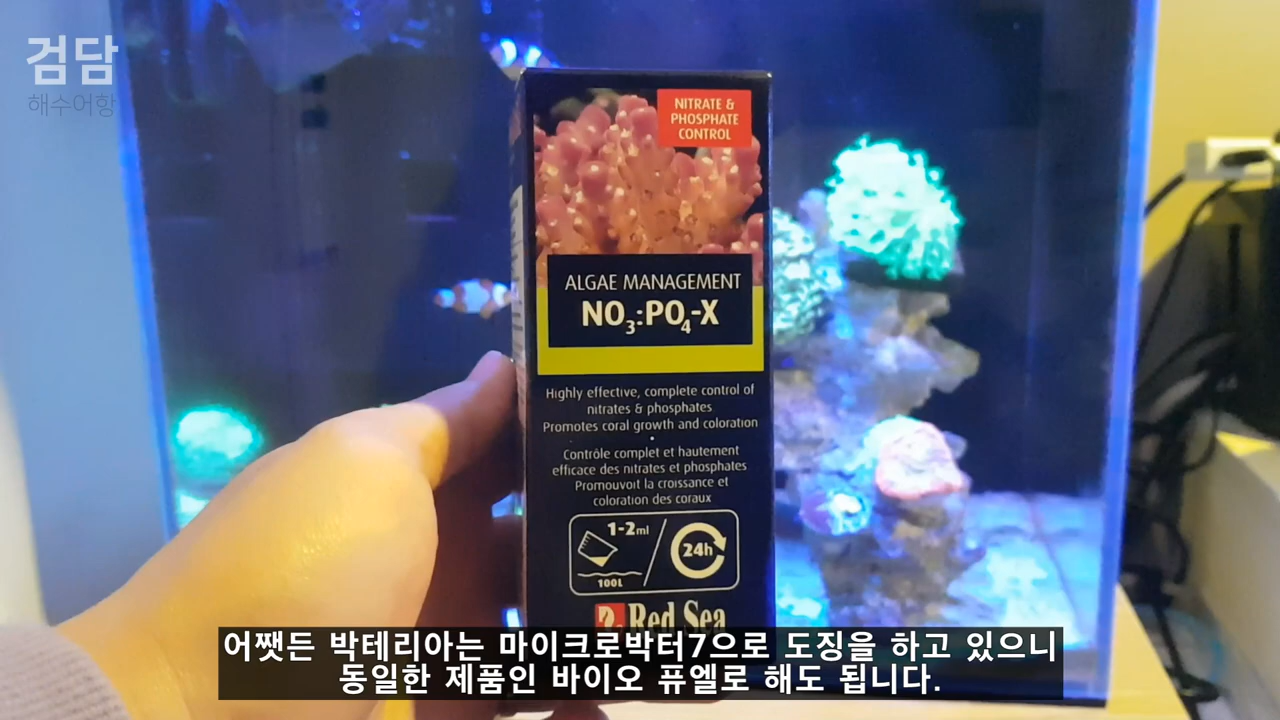 검담
해수어항
NITRATE &
PHOSPHATE
CONTROL
ALGAE MANAGEMENT
NO3:PO4-X
Highly effective, complete control of
nitrates & phosphates
Promotes coral growth and coloration
Contrôle complet et hautement
efficace des nitrates et phosphates
Promouvoit la croissance et
coloration des coraux
1-2ml
24h
100L
Red Sea
어쨋든 박테리아는 마이크로박터7으로 도징을 하고 있으니
동일한 제품인 바이오 퓨엘로 해도 됩니다.